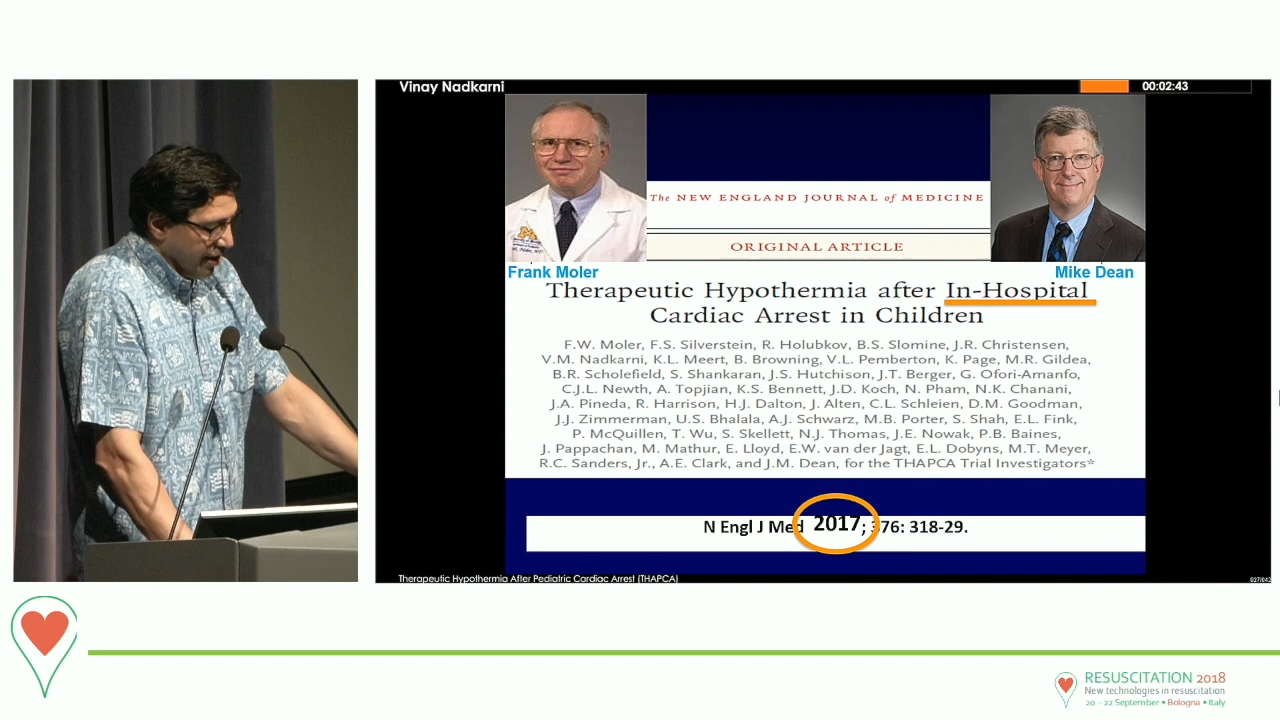 Vinay Nadkarni
00:02:43
The NEW ENGLAND JOURNAL of MEDICINE
ORIGINAL ARTICLE
Frank Moler
Mike Dean
Therapeutic Hypothermia after In-Hospital
Cardiac Arrest in Children
F.W. Moler, F.S. Silverstein, R. Holubkov, B.S. Slomine, J.R. Christensen,
V.M. Nadkarni, K.L. Meert, B. Browning, V.L. Pemberton, K. Page, M.R. Gildea,
B.R. Scholefield, S. Shankaran, J.S. Hutchison, J.T. Berger, G. Ofori-Amanfo,
C.J.L. Newth, A. Topjian, K.S. Bennett, J.D. Koch, N. Pham, N.K. Chanani,
J.A. Pineda, R. Harrison, H.J. Dalton, J. Alten, C.L. Schleien, D.M. Goodman,
J.J. Zimmerman, U.S. Bhalala, A.J. Schwarz, M.B. Porter, S. Shah, E.L. Fink,
P. McQuillen, T. Wu, S. Skellett, N.J. Thomas, J.E. Nowak, P.B. Baines,
J. Pappachan, M. Mathur, E. Lloyd, E.W. van der Jagt, E.L. Dobyns, M.T. Meyer,
R.C. Sanders, Jr., A.E. Clark, and J.M. Dean, for the THAPCA Trial Investigators*
N Engl J Med 2017; 376: 318-29.
Therapeutic Hypothermia After Pediatric Cardiac Arrest (THAPCA)
RESUSCITATION 2018
New technologies in resuscitation
20 - 22 September • Bologna • Italy